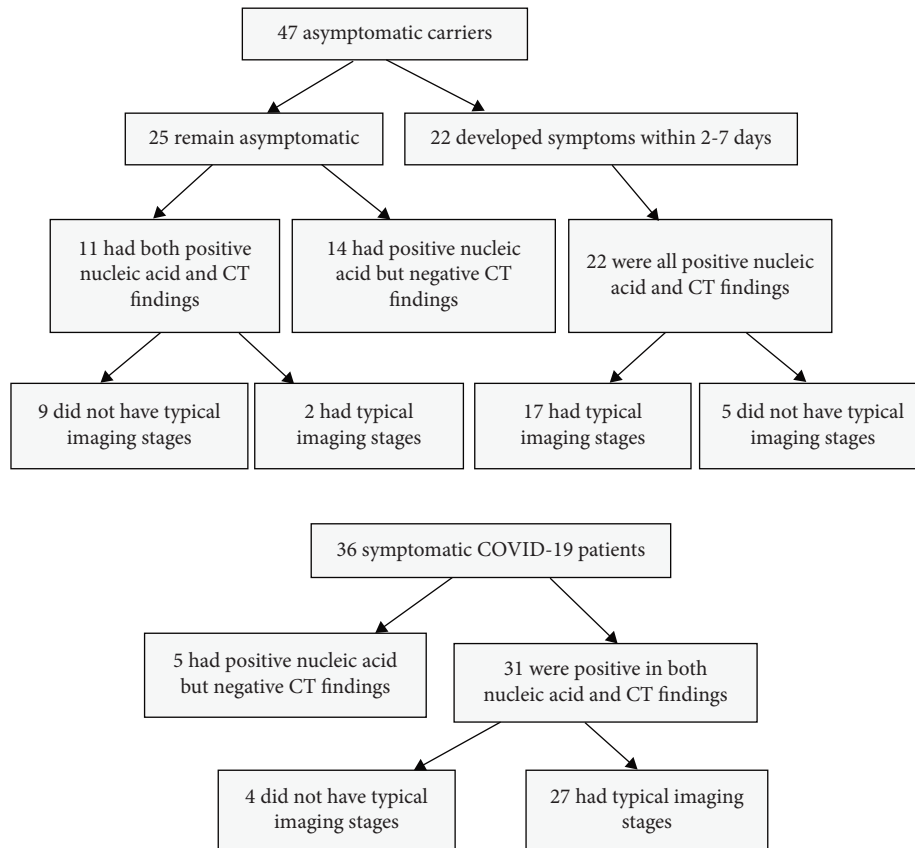 47 asymptomatic carriers
25 remain asymptomatic
22 developed symptoms within 2-7 days
11 had both positive
nucleic acid and CT
findings
14 had positive nucleic
acid but negative CT
findings
22 were all positive nucleic
acid and CT findings
9 did not have typical
imaging stages
2 had typical
imaging stages
17 had typical
imaging stages
5 did not have typical
imaging stages
36 symptomatic COVID-19 patients
5 had positive nucleic acid
but negative CT findings
31 were positive in both
nucleic acid and CT findings
4 did not have typical
imaging stages
27 had typical imaging
stages